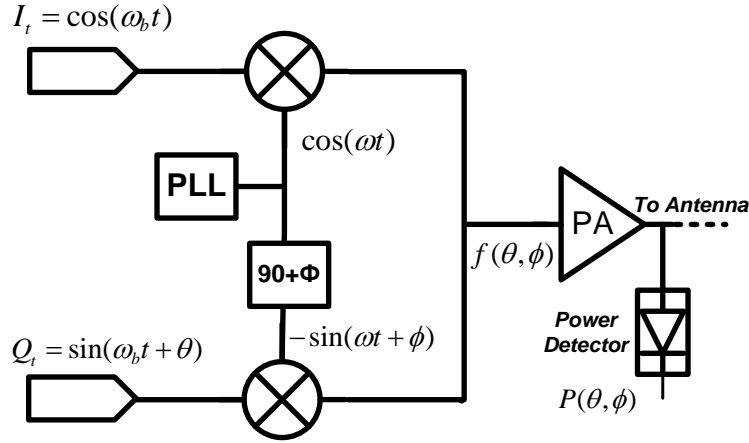 I_t = cos(ω_b t)
cos(ωt)
PLL
To Antenna
PA
f(θ,ϕ)
90+Φ
Power
Detector
−sin(ωt + ϕ)
Q_t = sin(ω_b t + θ)
P(θ,ϕ)